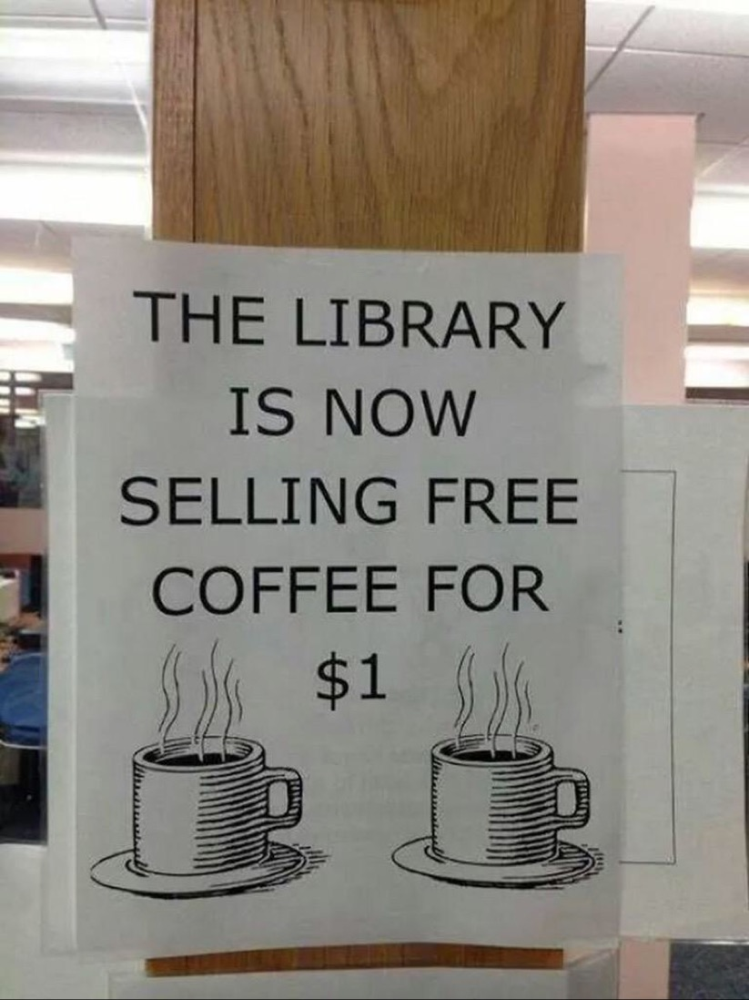 THE LIBRARY
IS NOW
SELLING FREE
COFFEE FOR
$1